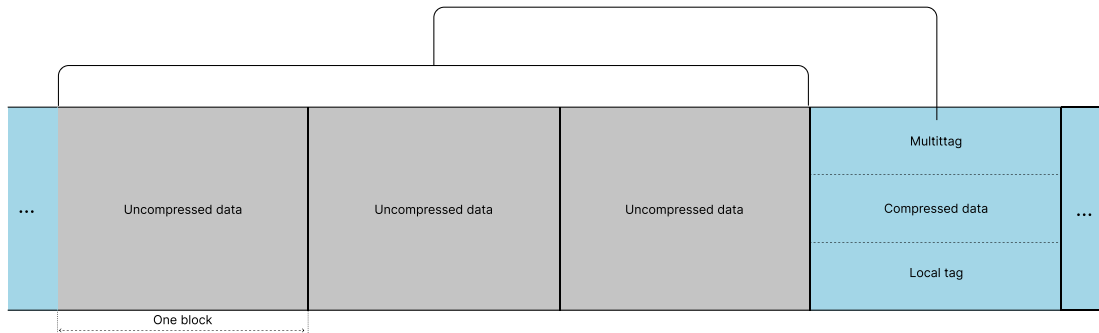 Multittag
...
Uncompressed data
Uncompressed data
Uncompressed data
Compressed data
...
Local tag
One block